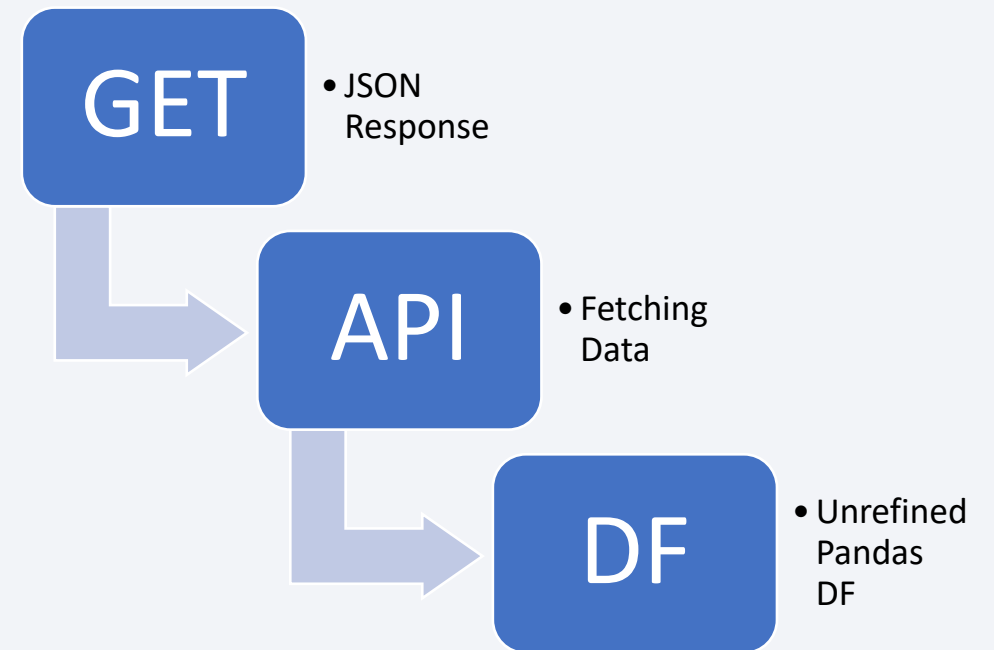 GET
• JSON
Response
API
• Fetching
Data
DF
• Unrefined
Pandas
DF